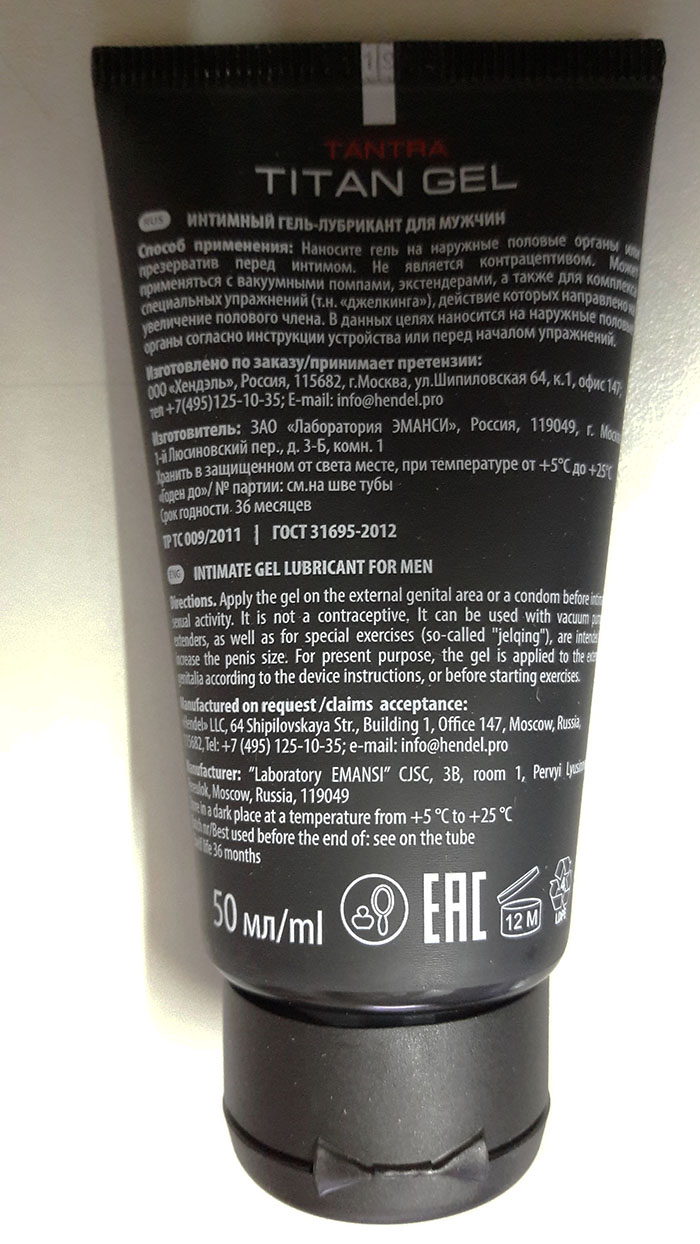 TANTRA
TITAN GEL
RUS ИНТИМНЫЙ ГЕЛЬ-ЛУБРИКАНТ ДЛЯ МУЖЧИН
Способ применения: Наносите гель на наружные половые органы или
презерватив перед интимом. Не является контрацептивом. Может
применяться с вакуумными помпами, экстендерами, а также для комплекса
специальных упражнений (т.н. «джелкинга»), действие которых направлено на
увеличение полового члена. В данных целях наносится на наружные половые
органы согласно инструкции устройства или перед началом упражнений.
Изготовлено по заказу/принимает претензии:
ООО «Хендэль», Россия, 115682, г.Москва, ул.Шипиловская 64, к.1, офис 147;
тел +7(495)125-10-35; E-mail: info@hendel.pro
Изготовитель: ЗАО «Лаборатория ЭМАНСИ», Россия, 119049, г.
1-й Люсиновский пер., д. 3-Б, комн. 1
Хранить в защищенном от света месте, при температуре от +5°С до +25°С
«Годен до»/ № партии: см.на шве тубы
Срок годности 36 месяцев
ТР ТС 009/2011 | ГОСТ 31695-2012
ENG INTIMATE GEL LUBRICANT FOR MEN
Directions. Apply the gel on the external genital area or a condom before
sexual activity. It is not a contraceptive. It can be used with vacuum
extenders, as well as for special exercises (so-called "jelqing"), are
increase the penis size. For present purpose, the gel is applied to the
genitalia according to the device instructions, or before starting exercises.
Manufactured on request /claims acceptance:
«Hendel» LLC, 64 Shipilovskaya Str., Building 1, Office 147, Moscow, Russia,
115682, Tel: +7 (495) 125-10-35; e-mail: info@hendel.pro
Manufacturer: "Laboratory EMANSI" CJSC, 3B, room 1, Pervyi
Moscow, Russia, 119049
in a dark place at a temperature from +5 °C to +25 °C
nr/Best used before the end of: see on the tube
life 36 months
50 мл/ml
EAC
12 M
4
LDPE